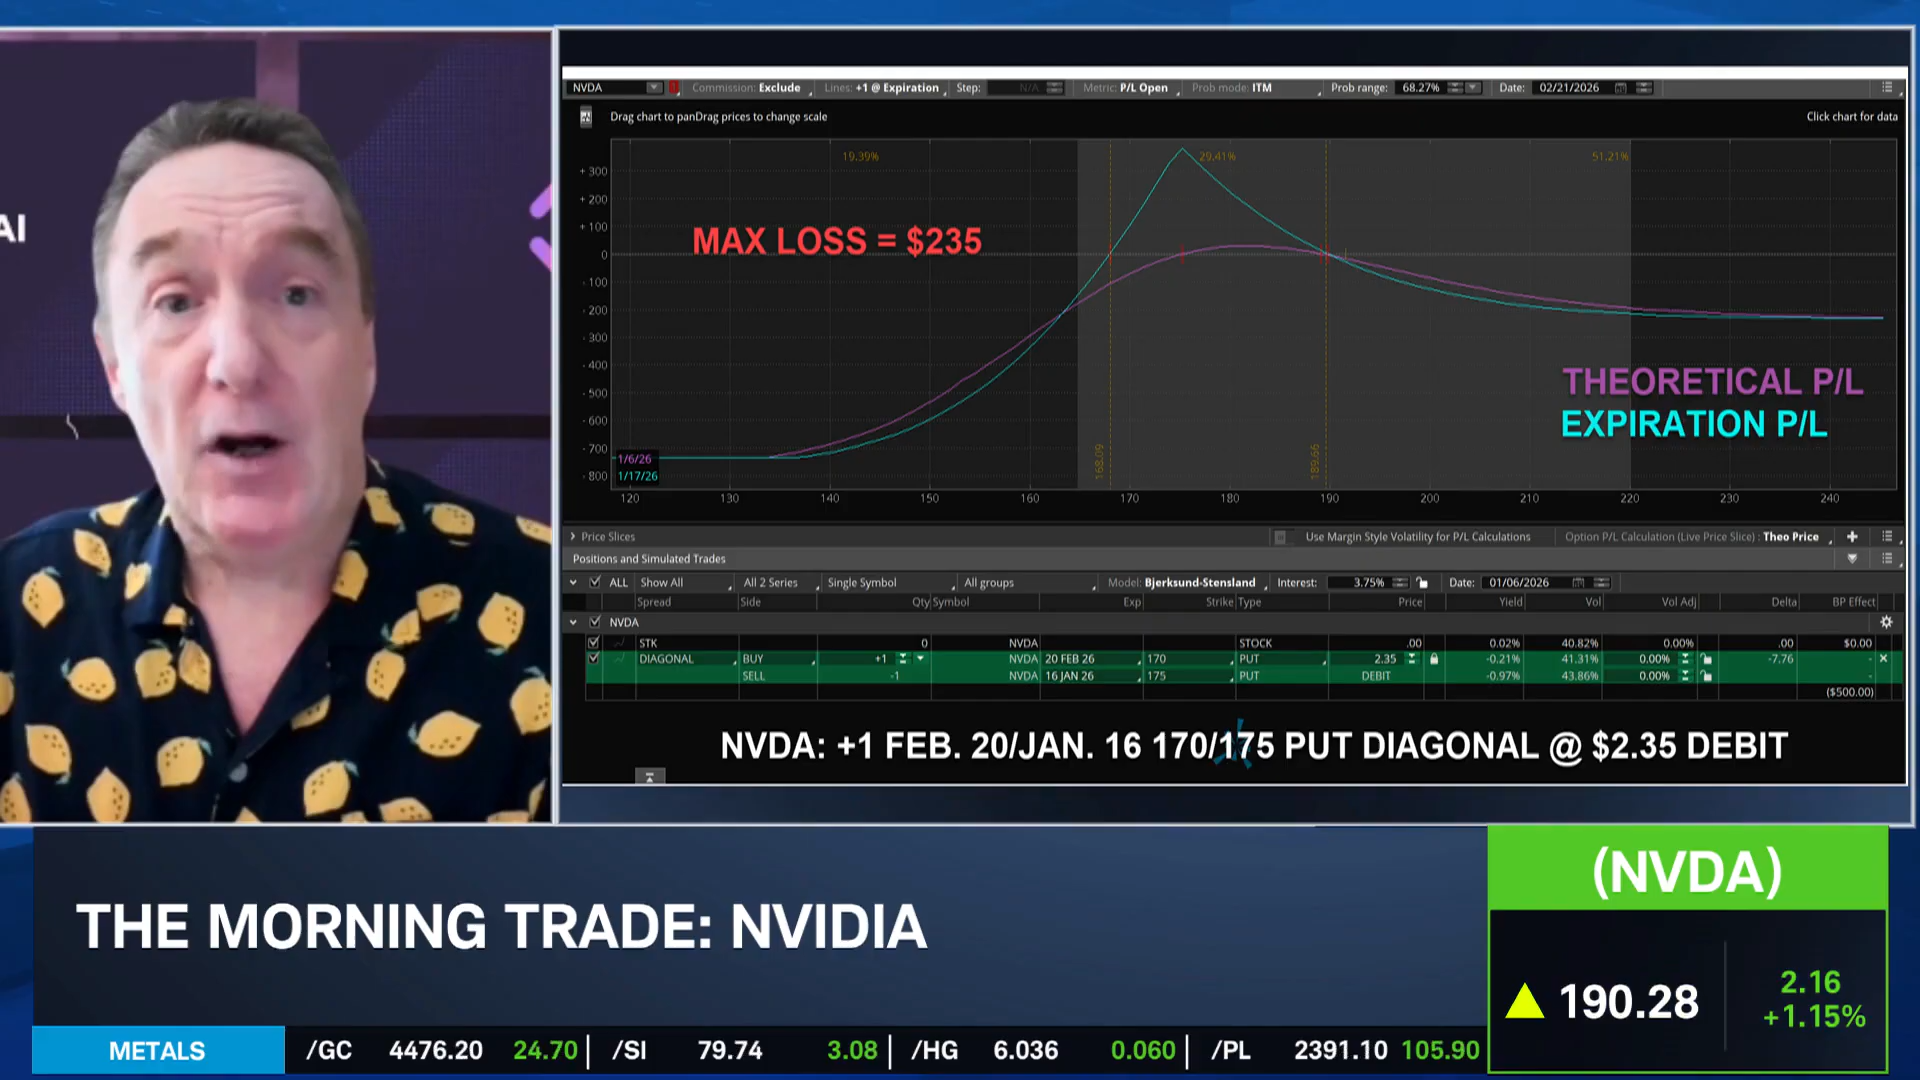 AI
NVDA Commission: Exclude Lines: +1 @ Expiration Step: N/A Metric: P/L Open Prob mode: ITM Prob range: 68.27% Date: 02/21/2026
Drag chart to panDrag prices to change scale Click chart for data
19.39% 29.41% 51.21%
+ 300
+ 200
+ 100
0
- 100
- 200
- 300
- 400
- 500
- 600
- 700
- 800
MAX LOSS = $235
THEORETICAL P/L
EXPIRATION P/L
168.09 189.66
1/6/26
1/17/26
120 130 140 150 160 170 180 190 200 210 220 230 240
Price Slices Use Margin Style Volatility for P/L Calculations Option P/L Calculation (Live Price Slice) : Theo Price
Positions and Simulated Trades
ALL Show All All 2 Series Single Symbol All groups Model: Bjerksund-Stensland Interest: 3.75% Date: 01/06/2026
Spread Side Qty Symbol Exp Strike Type Price Yield Vol Vol Adj Delta BP Effect
NVDA
STK 0 NVDA STOCK .00 0.02% 40.82% 0.00% .00 $0.00
DIAGONAL BUY +1 NVDA 20 FEB 26 170 PUT 2.35 -0.21% 41.31% 0.00% -7.76 -
SELL -1 NVDA 16 JAN 26 175 PUT DEBIT -0.97% 43.86% 0.00% -
($500.00)
NVDA: +1 FEB. 20/JAN. 16 170/175 PUT DIAGONAL @ $2.35 DEBIT
THE MORNING TRADE: NVIDIA
(NVDA)
190.28
2.16
+1.15%
METALS /GC 4476.20 24.70 /SI 79.74 3.08 /HG 6.036 0.060 /PL 2391.10 105.90